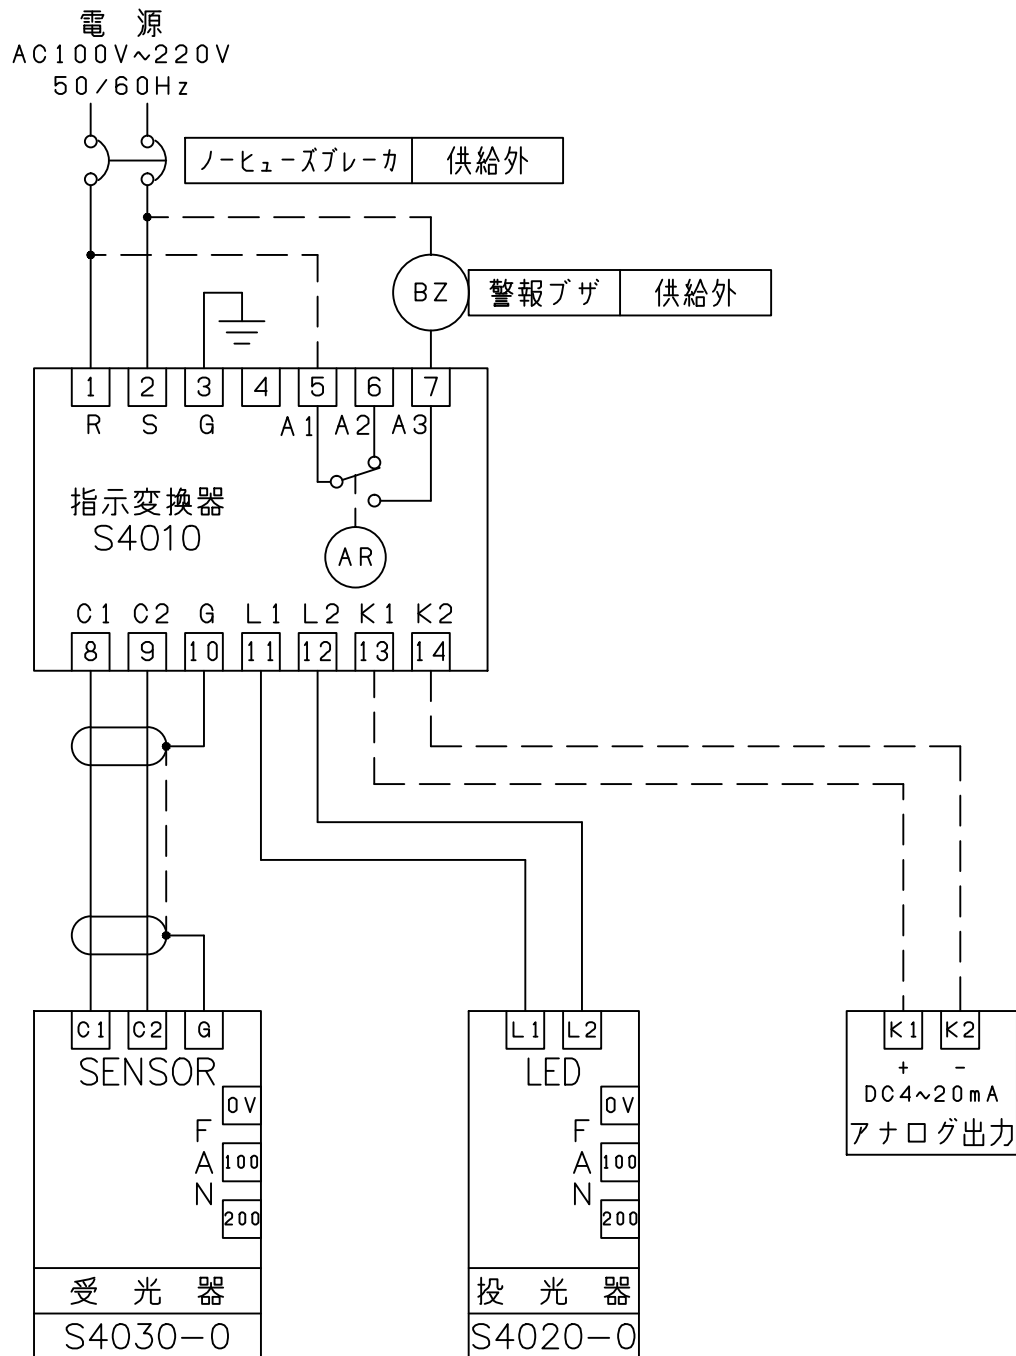 電 源
AC100V~220V
50/60Hz
ノーヒューズブレーカ 供給外
BZ 警報ブザ 供給外
1 2 3 4 5 6 7
R S G A1 A2 A3
指示変換器
S4010
AR
C1 C2 G L1 L2 K1 K2
8 9 10 11 12 13 14
C1 C2 G
SENSOR
0V
100
200
FAN
受 光 器
S4030-0
L1 L2
LED
0V
100
200
FAN
投 光 器
S4020-0
K1 K2
+ -
DC4~20mA
アナログ出力